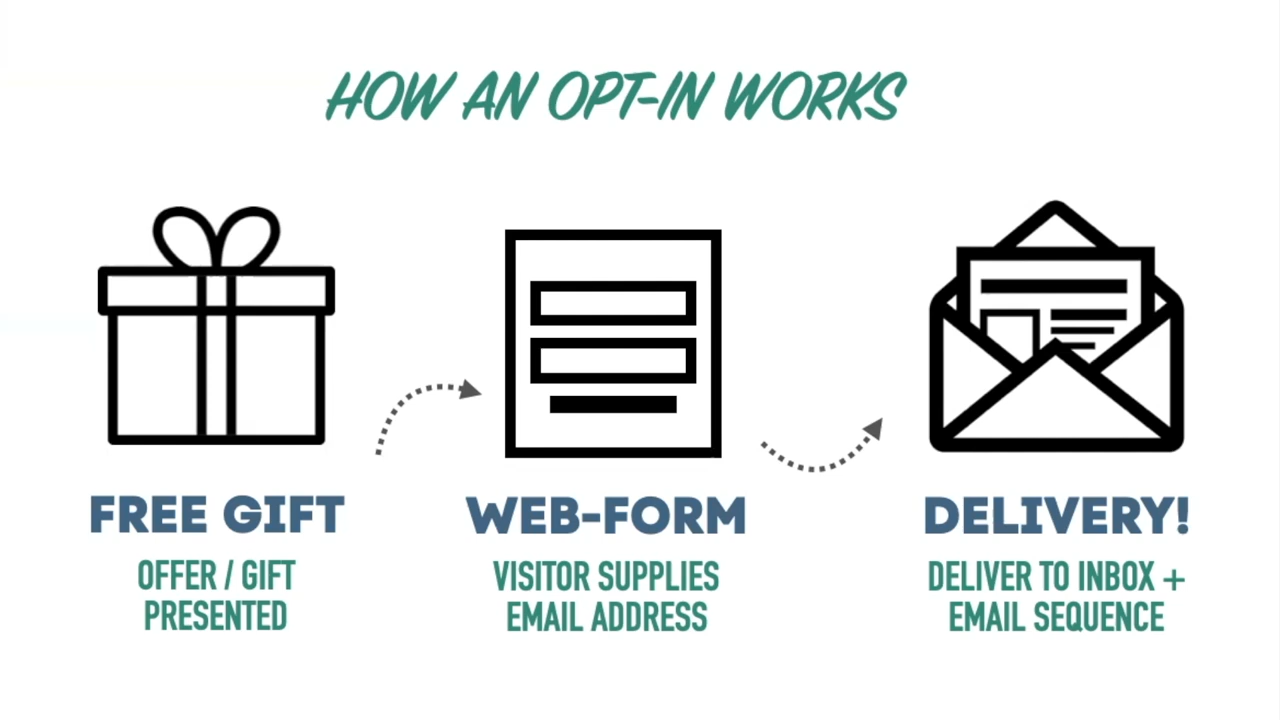 HOW AN OPT-IN WORKS
FREE GIFT
OFFER / GIFT
PRESENTED
WEB-FORM
VISITOR SUPPLIES
EMAIL ADDRESS
DELIVERY!
DELIVER TO INBOX +
EMAIL SEQUENCE